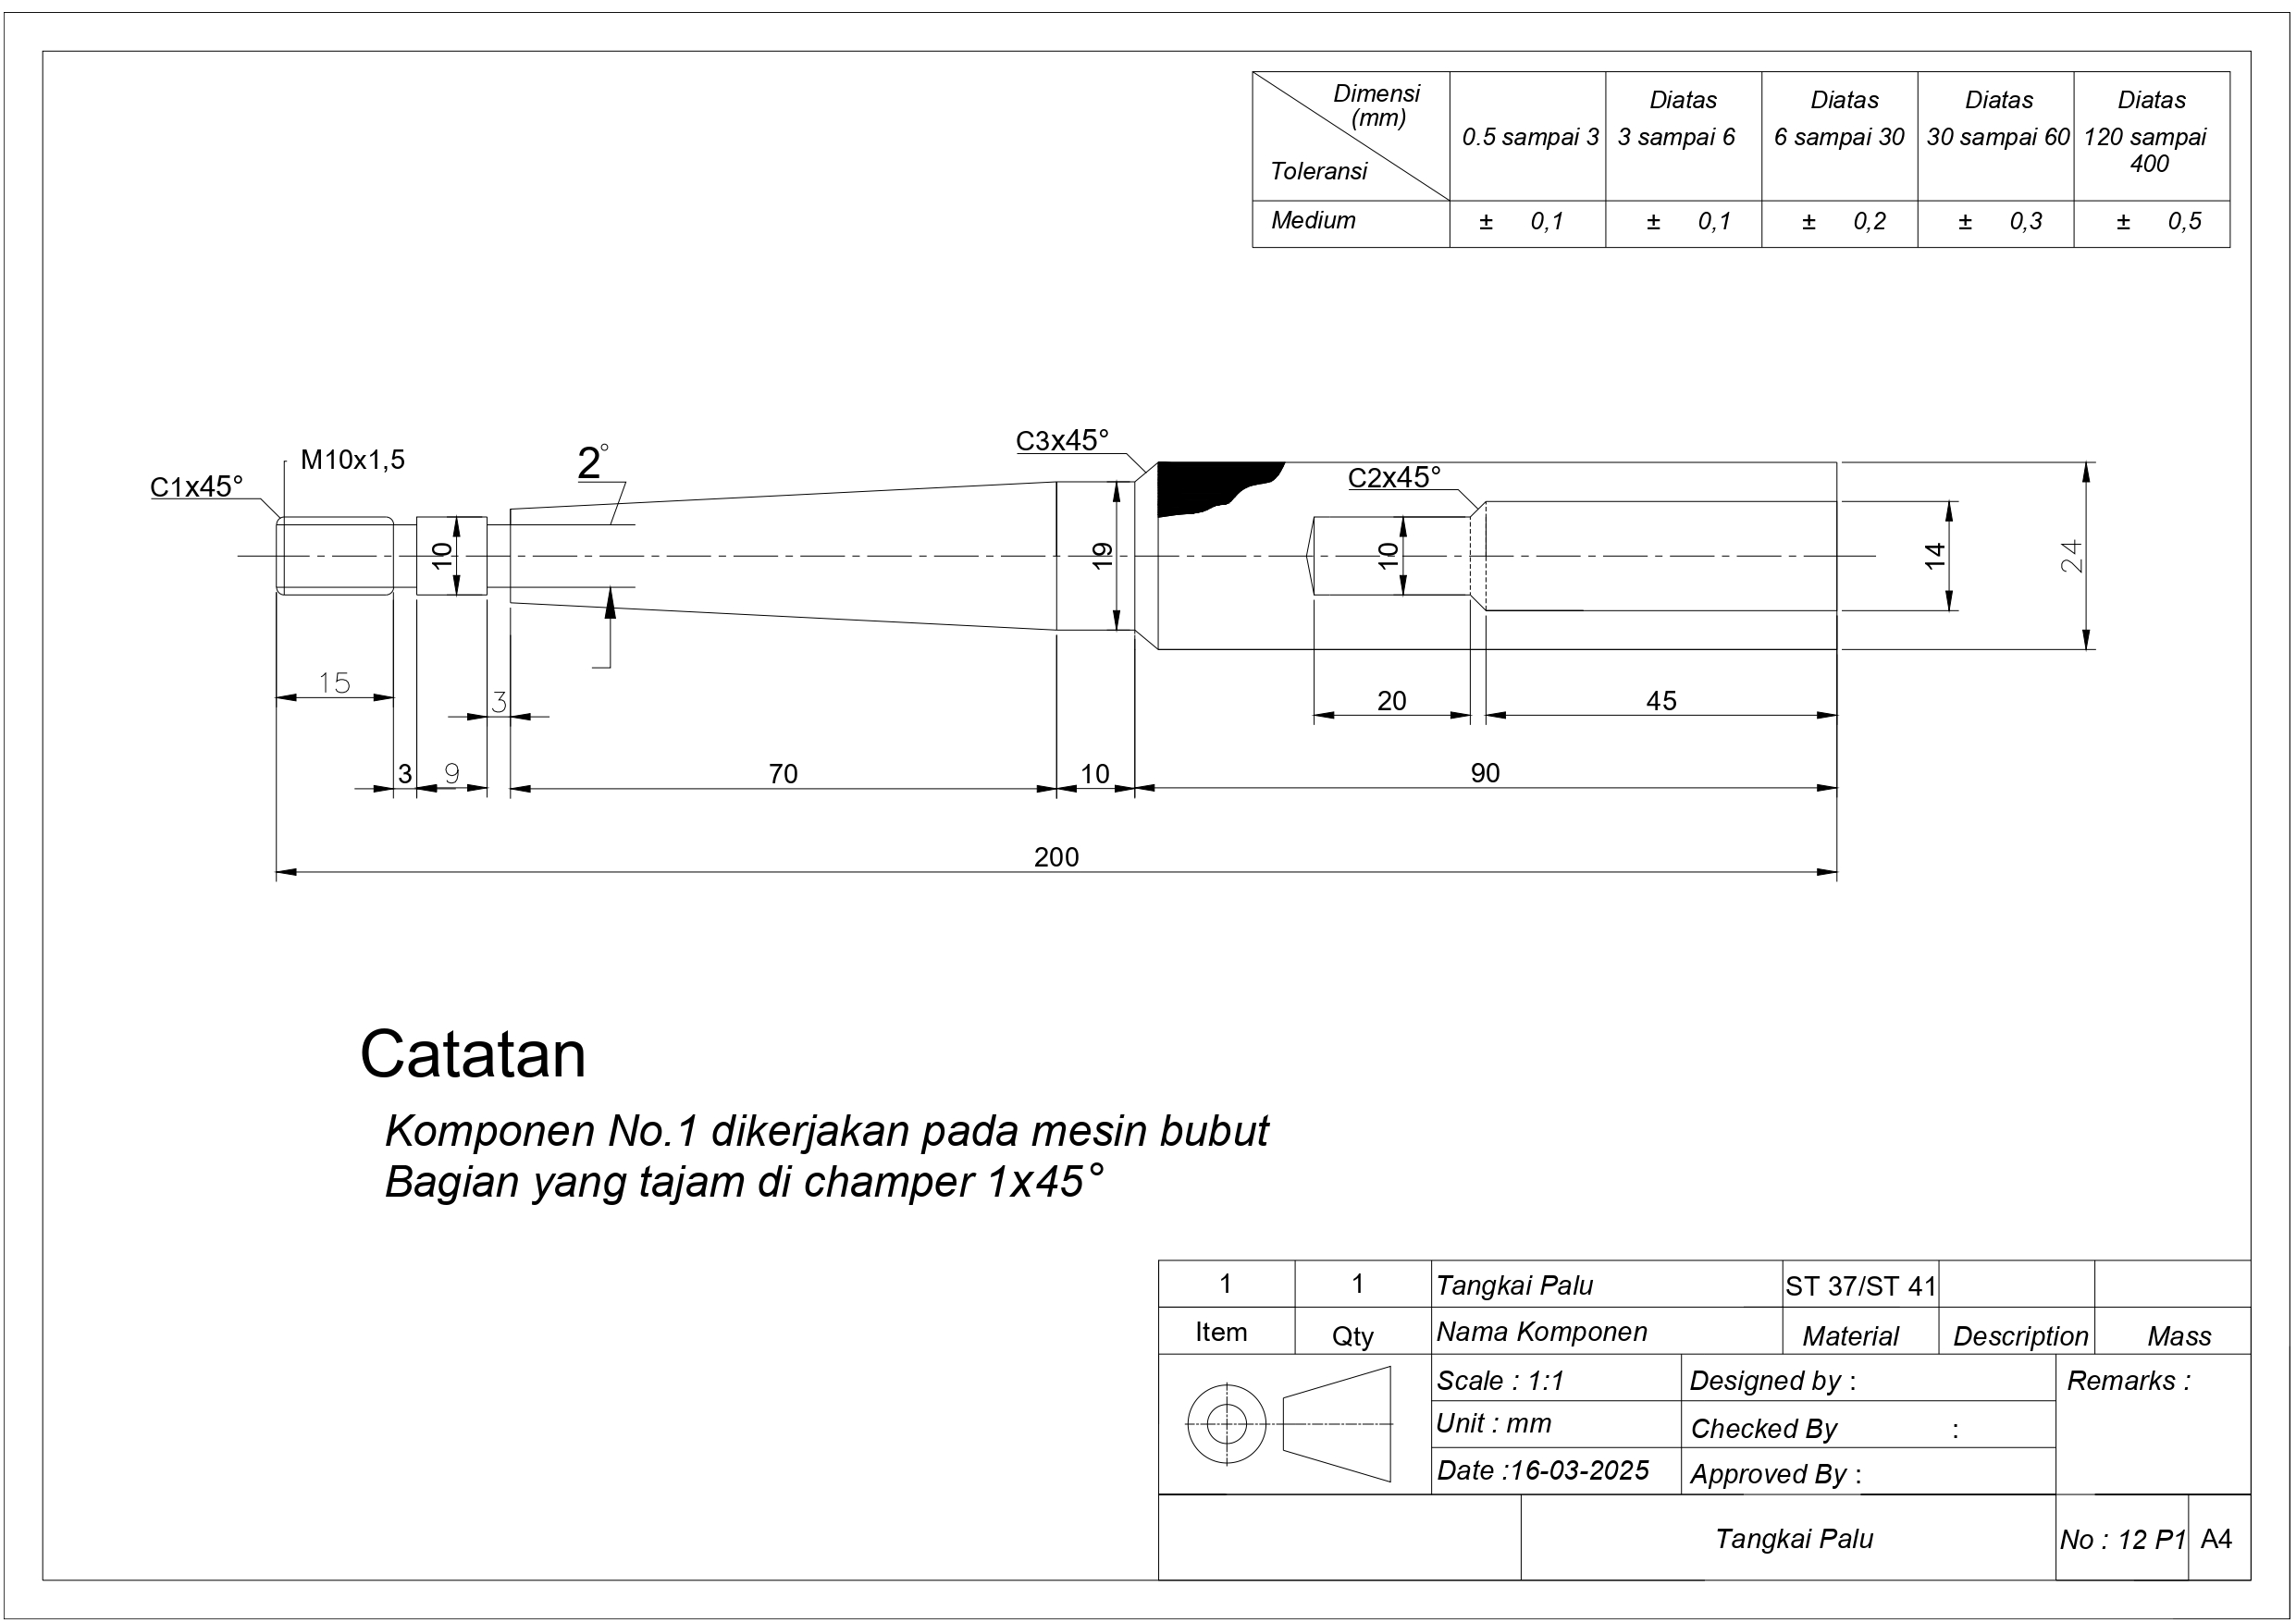 Dimensi
(mm)
Toleransi
0.5 sampai 3
Diatas
3 sampai 6
Diatas
6 sampai 30
Diatas
30 sampai 60
Diatas
120 sampai
400
Medium
± 0,1
± 0,1
± 0,2
± 0,3
± 0,5
C1x45°
M10x1,5
2°
C3x45°
C2x45°
10
19
10
14
24
15
3
20
45
3
9
70
10
90
200
Catatan
Komponen No.1 dikerjakan pada mesin bubut
Bagian yang tajam di champer 1x45°
1
1
Tangkai Palu
ST 37/ST 41
Item
Qty
Nama Komponen
Material
Description
Mass
Scale : 1:1
Designed by :
Remarks :
Unit : mm
Checked By :
Date :16-03-2025
Approved By :
Tangkai Palu
No : 12 P1
A4